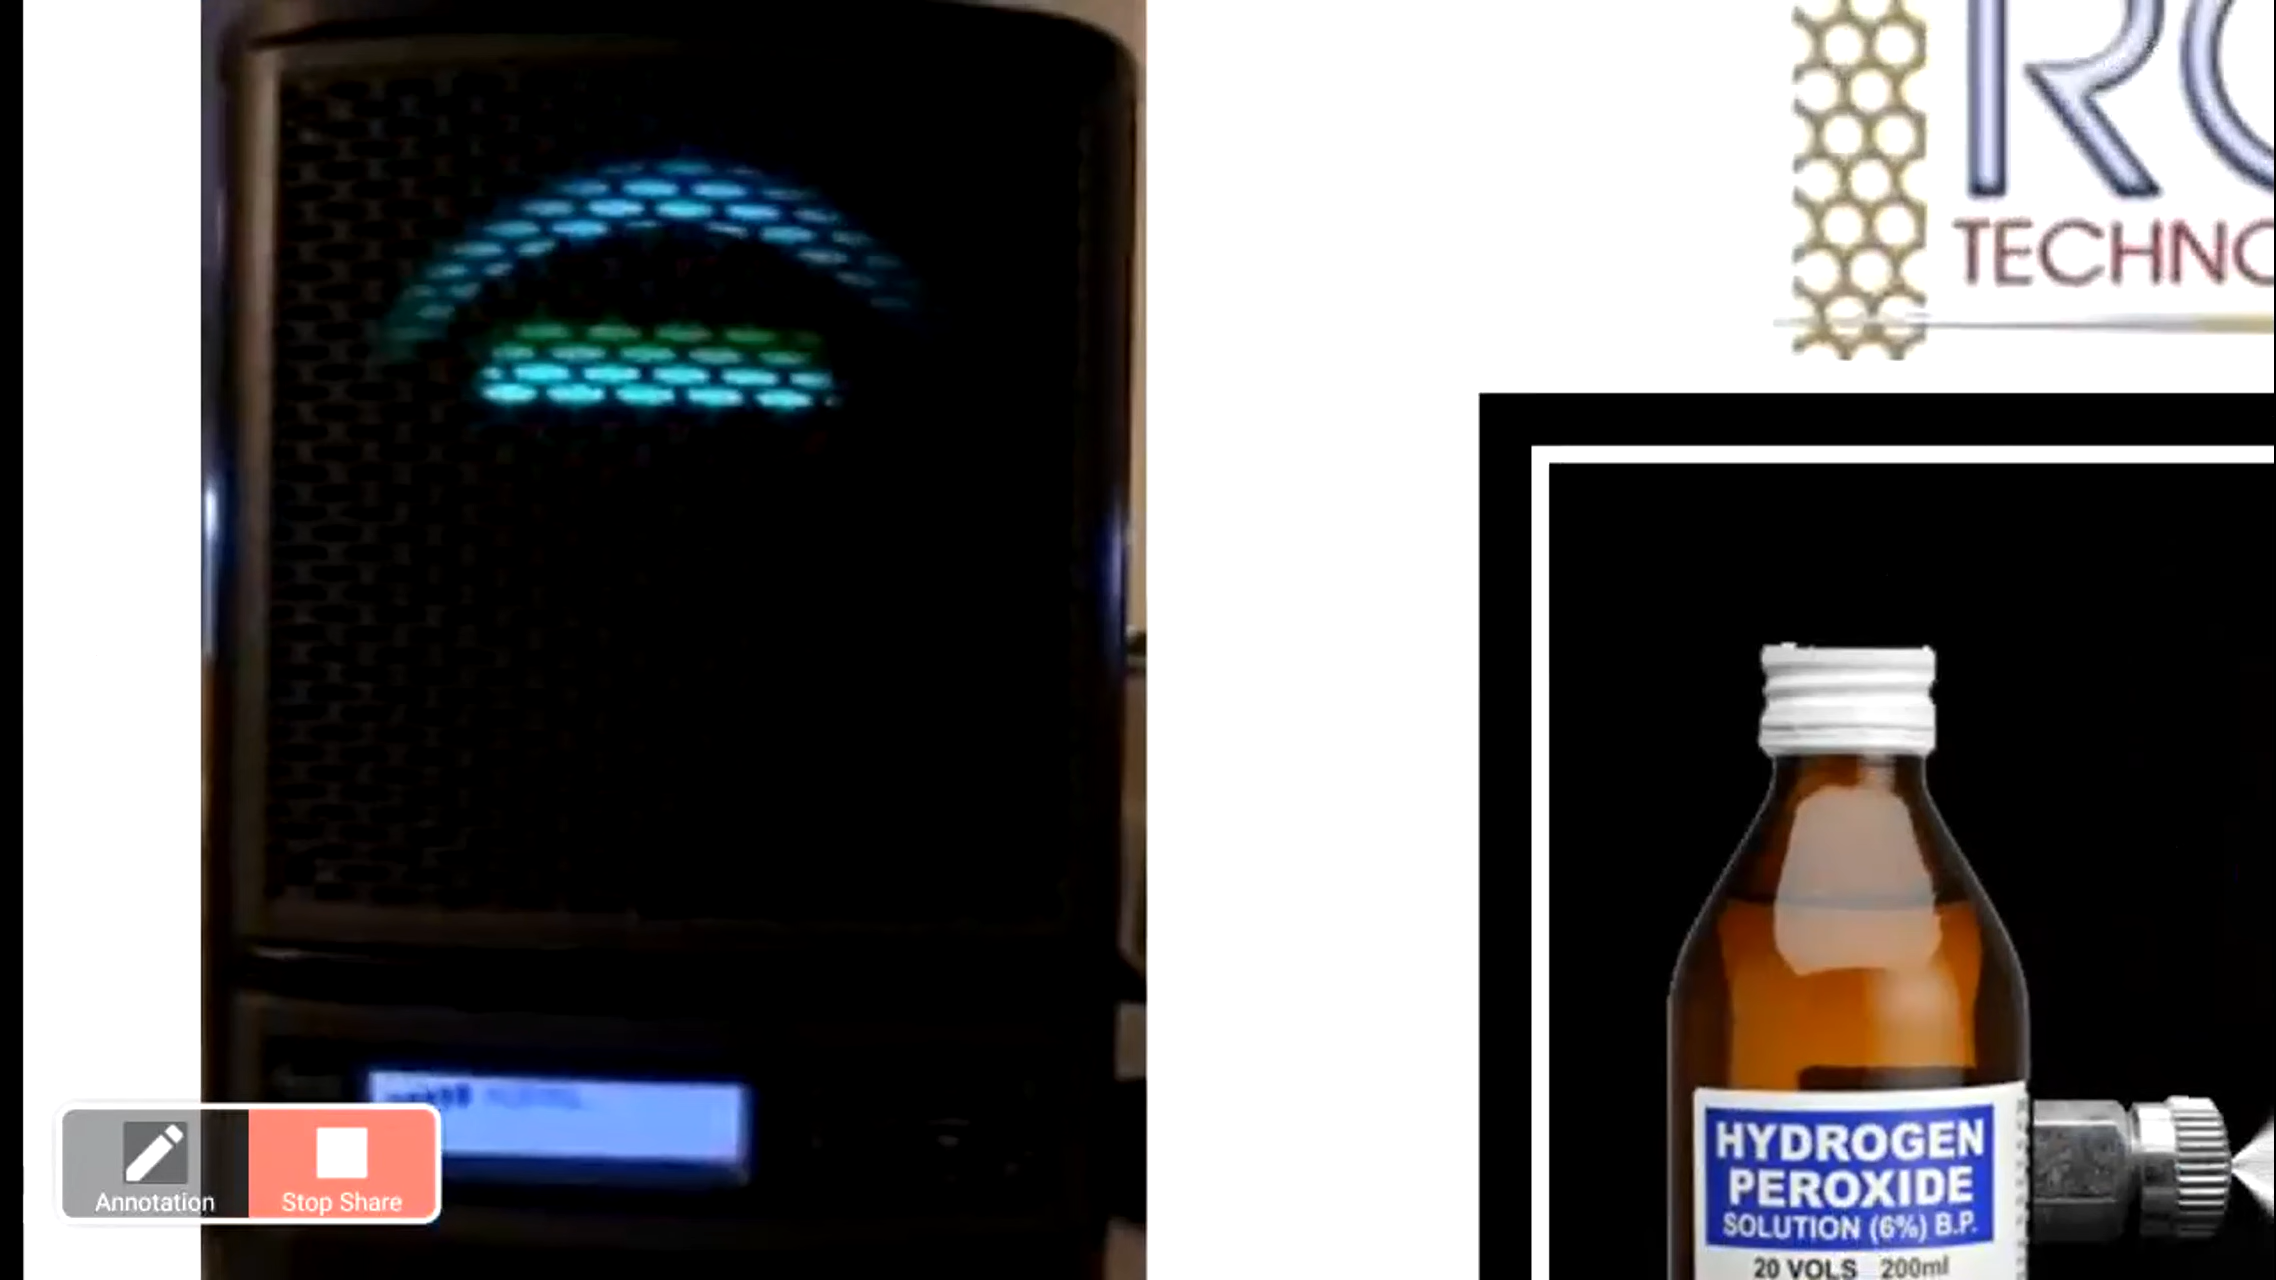 TECHNO
HYDROGEN
PEROXIDE
SOLUTION (6%) B.P.
20 VOLS 200ml
Annotation
Stop Share